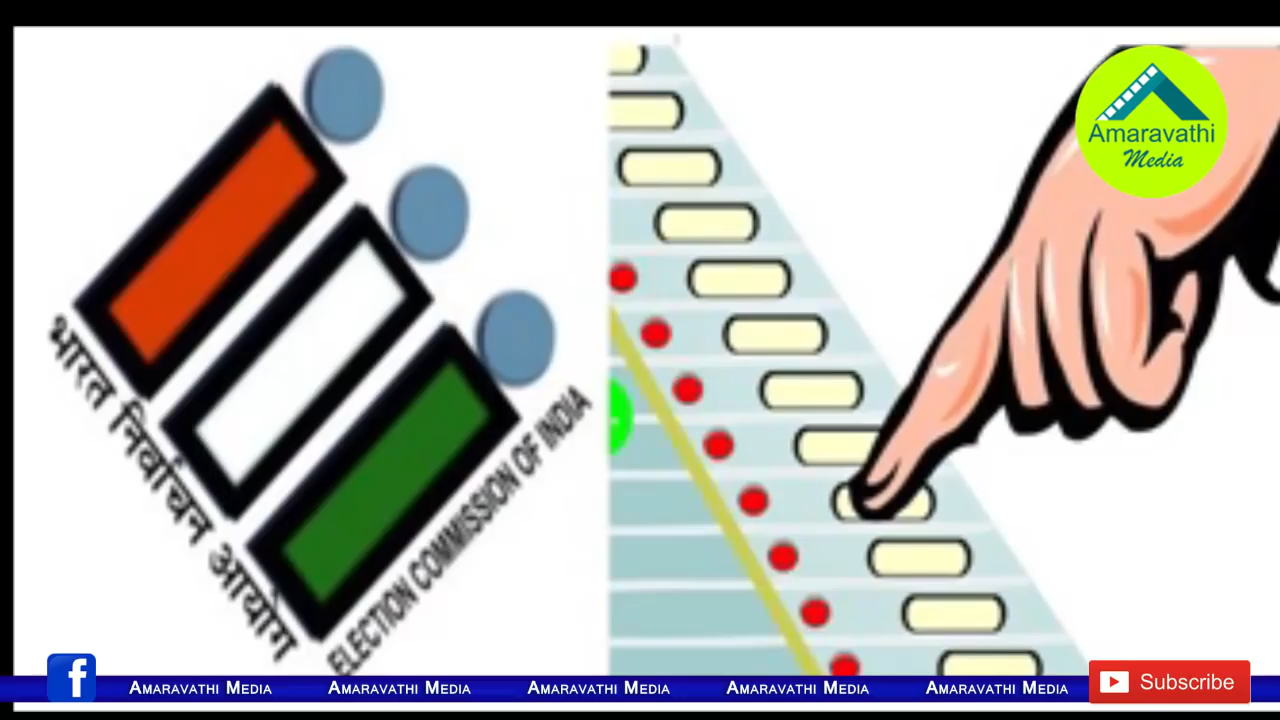 Amaravathi
Media
भारत निर्वाचन आयोग
ELECTION COMMISSION OF INDIA
f AMARAVATHI MEDIA AMARAVATHI MEDIA AMARAVATHI MEDIA AMARAVATHI MEDIA AMARAVATHI MEDIA Subscribe